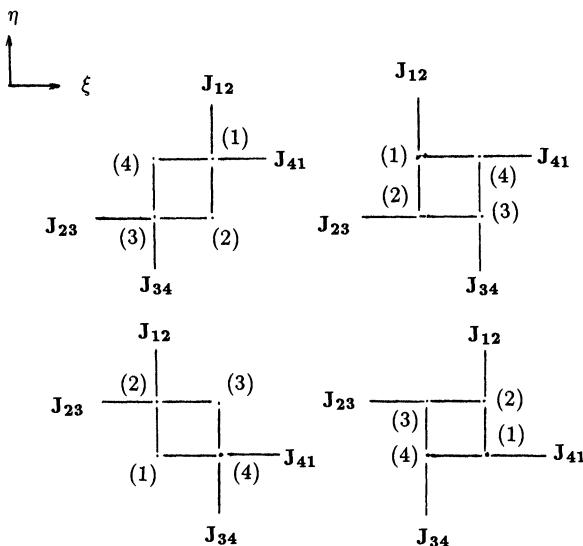 η
ξ
J₁₂
(1)
(4)
J₄₁
J₂₃
(3)
(2)
J₃₄
J₁₂
(1)
J₄₁
(4)
(2)
J₂₃
(3)
J₃₄
J₁₂
(2)
(3)
J₂₃
(1)
(4)
J₄₁
J₃₄
J₁₂
J₂₃
(2)
(3)
(1)
(4)
J₄₁
J₃₄